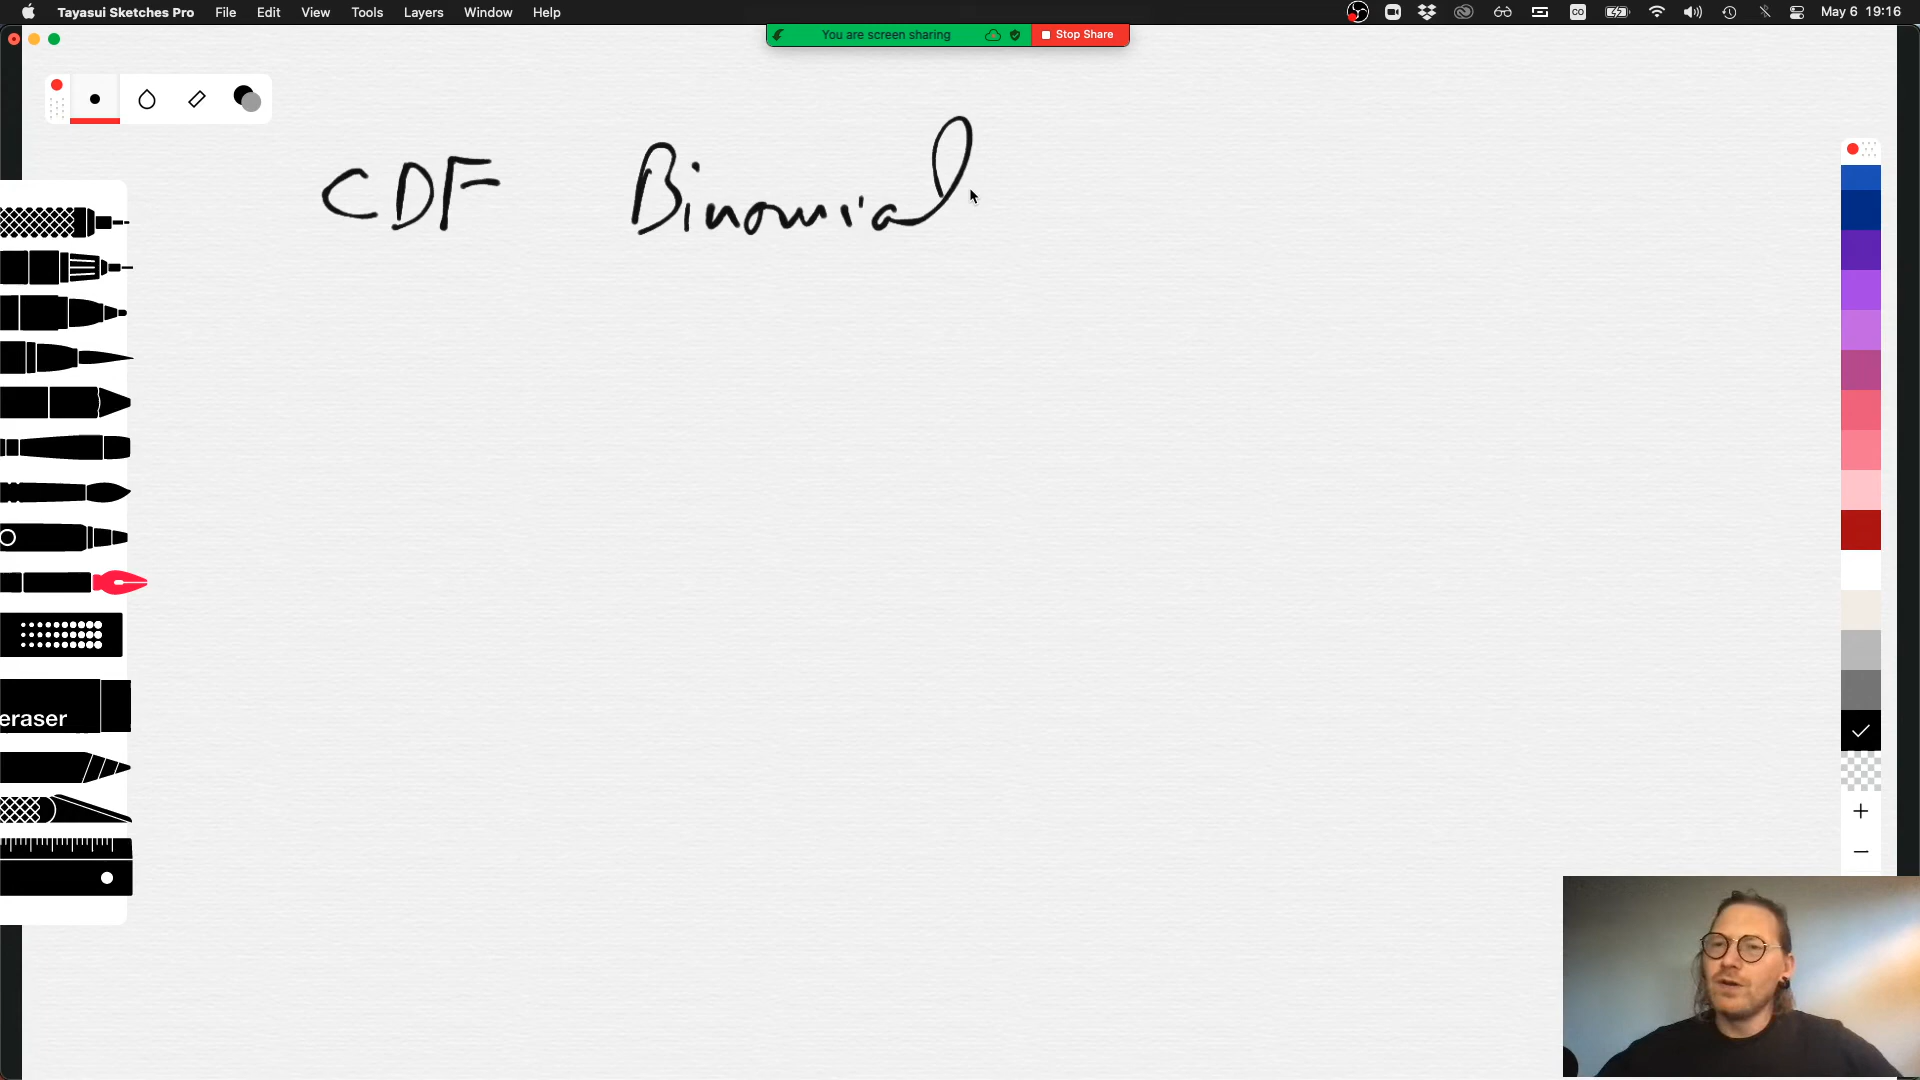 Tayasui Sketches Pro File Edit View Tools Layers Window Help May 6 19:16
You are screen sharing Stop Share
CDF Binomial
eraser